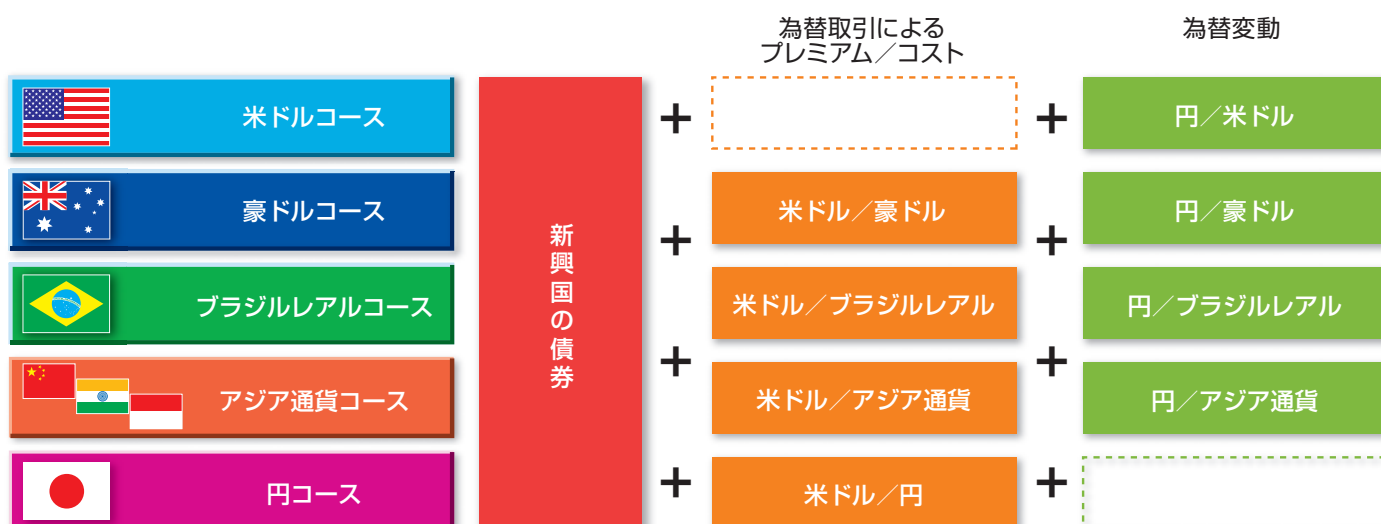 為替取引による
プレミアム／コスト
為替変動
米ドルコース
新興国の債券
＋
＋
円／米ドル
豪ドルコース
＋
米ドル／豪ドル
＋
円／豪ドル
ブラジルレアルコース
米ドル／ブラジルレアル
円／ブラジルレアル
＋
＋
アジア通貨コース
米ドル／アジア通貨
円／アジア通貨
円コース
＋
米ドル／円
＋